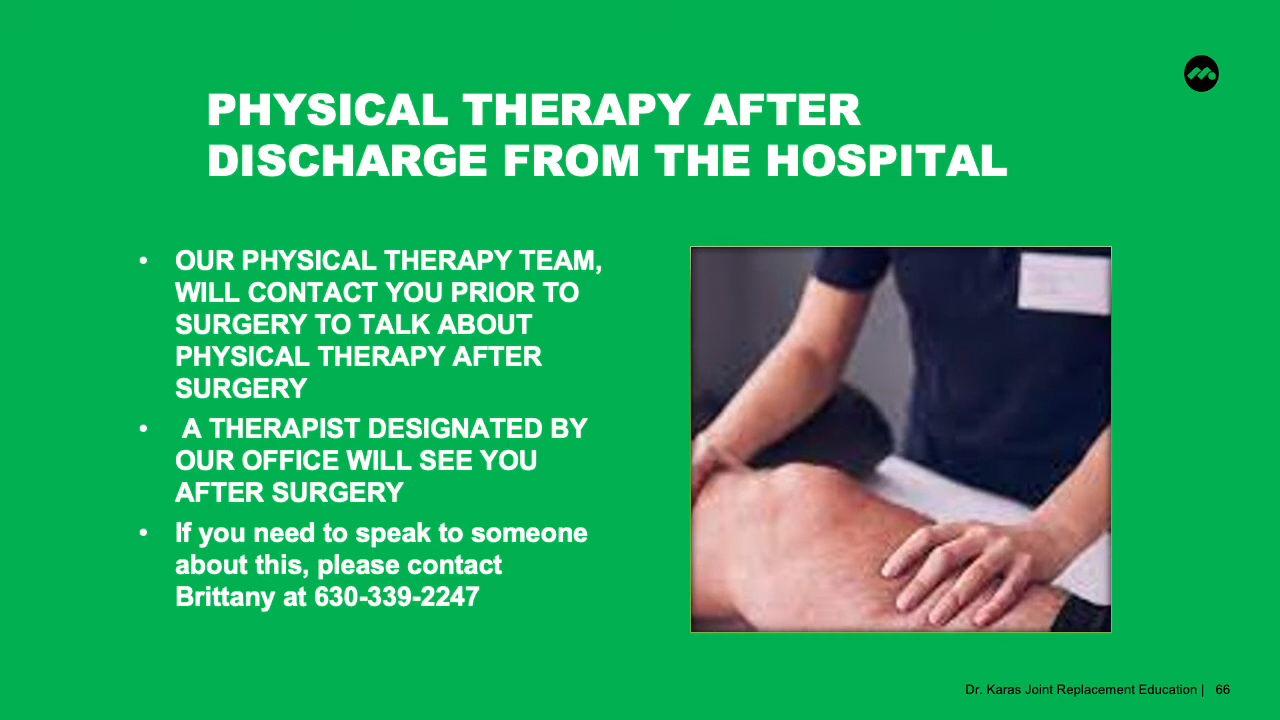 PHYSICAL THERAPY AFTER
DISCHARGE FROM THE HOSPITAL
• OUR PHYSICAL THERAPY TEAM,
WILL CONTACT YOU PRIOR TO
SURGERY TO TALK ABOUT
PHYSICAL THERAPY AFTER
SURGERY
• A THERAPIST DESIGNATED BY
OUR OFFICE WILL SEE YOU
AFTER SURGERY
• If you need to speak to someone
about this, please contact
Brittany at 630-339-2247
Dr. Karas Joint Replacement Education | 66